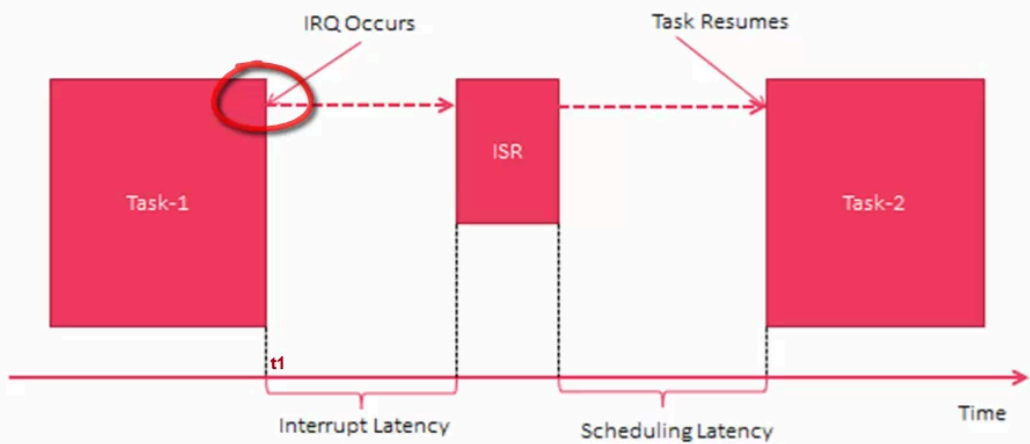 IRQ Occurs
Task Resumes
Task-1
ISR
Task-2
t1
Interrupt Latency
Scheduling Latency
Time